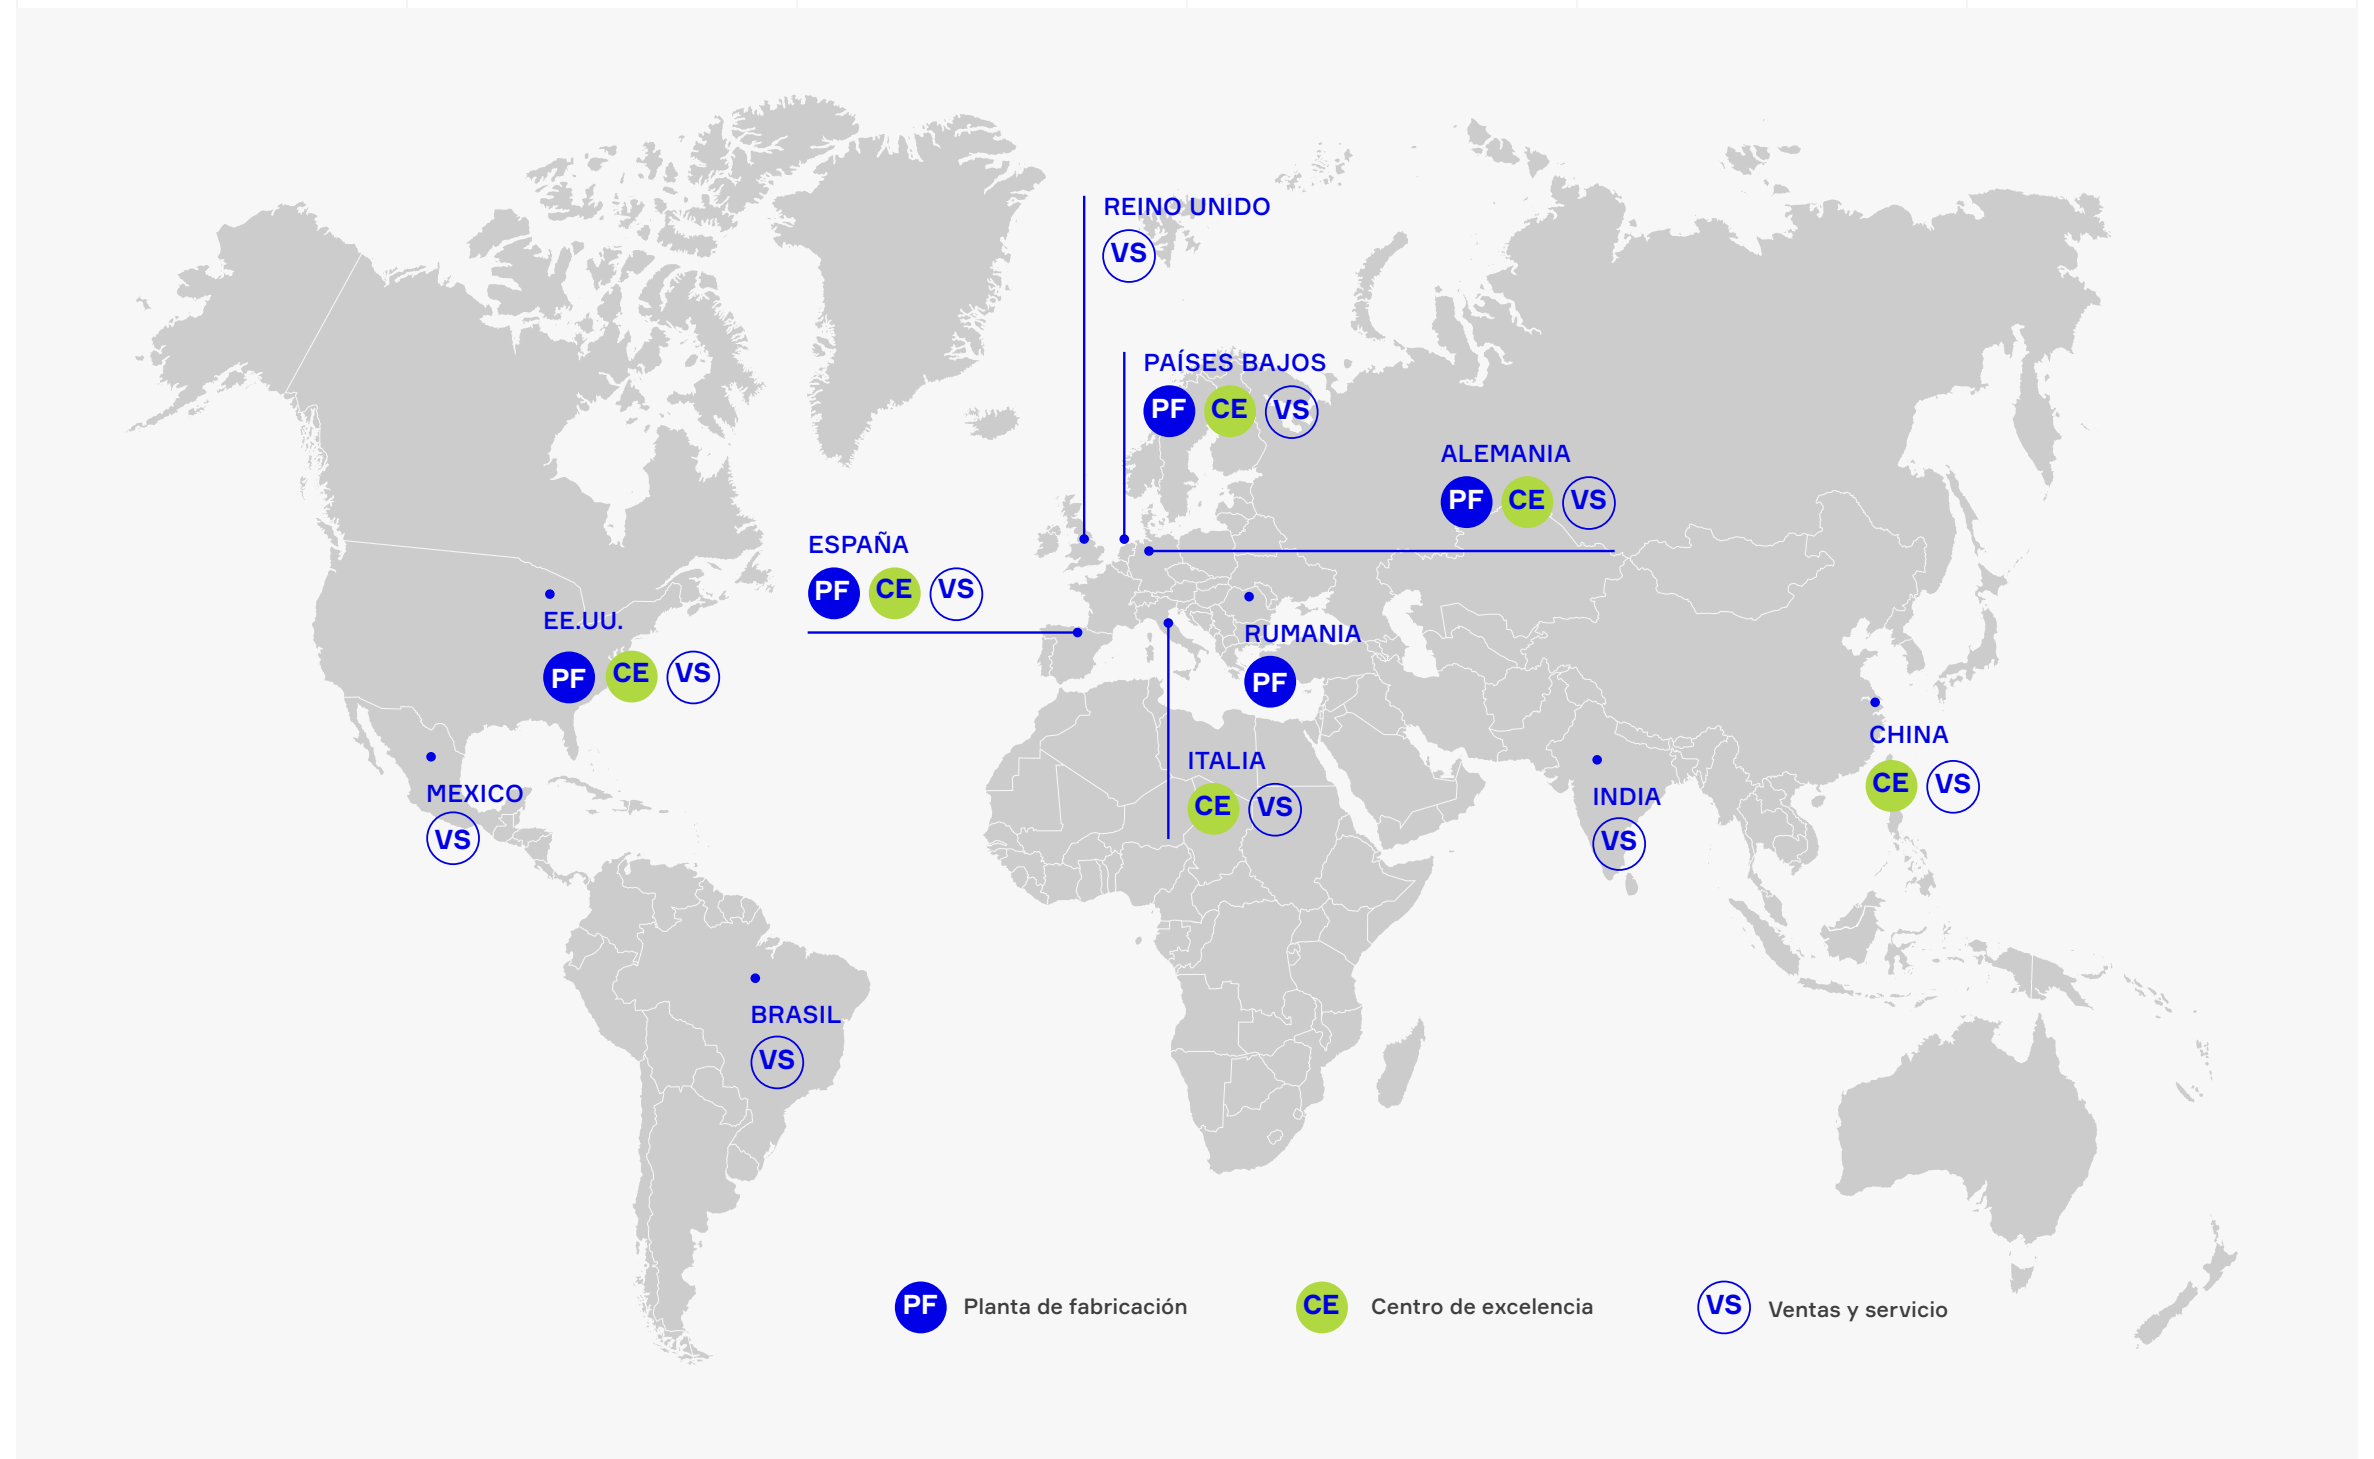 REINO UNIDO
VS
PAÍSES BAJOS
PF CE VS
ALEMANIA
PF CE VS
ESPAÑA
PF CE VS
EE.UU.
PF CE VS
RUMANIA
PF
MEXICO
VS
ITALIA
CE VS
INDIA
VS
CHINA
CE VS
BRASIL
VS
PF Planta de fabricación
CE Centro de excelencia
VS Ventas y servicio